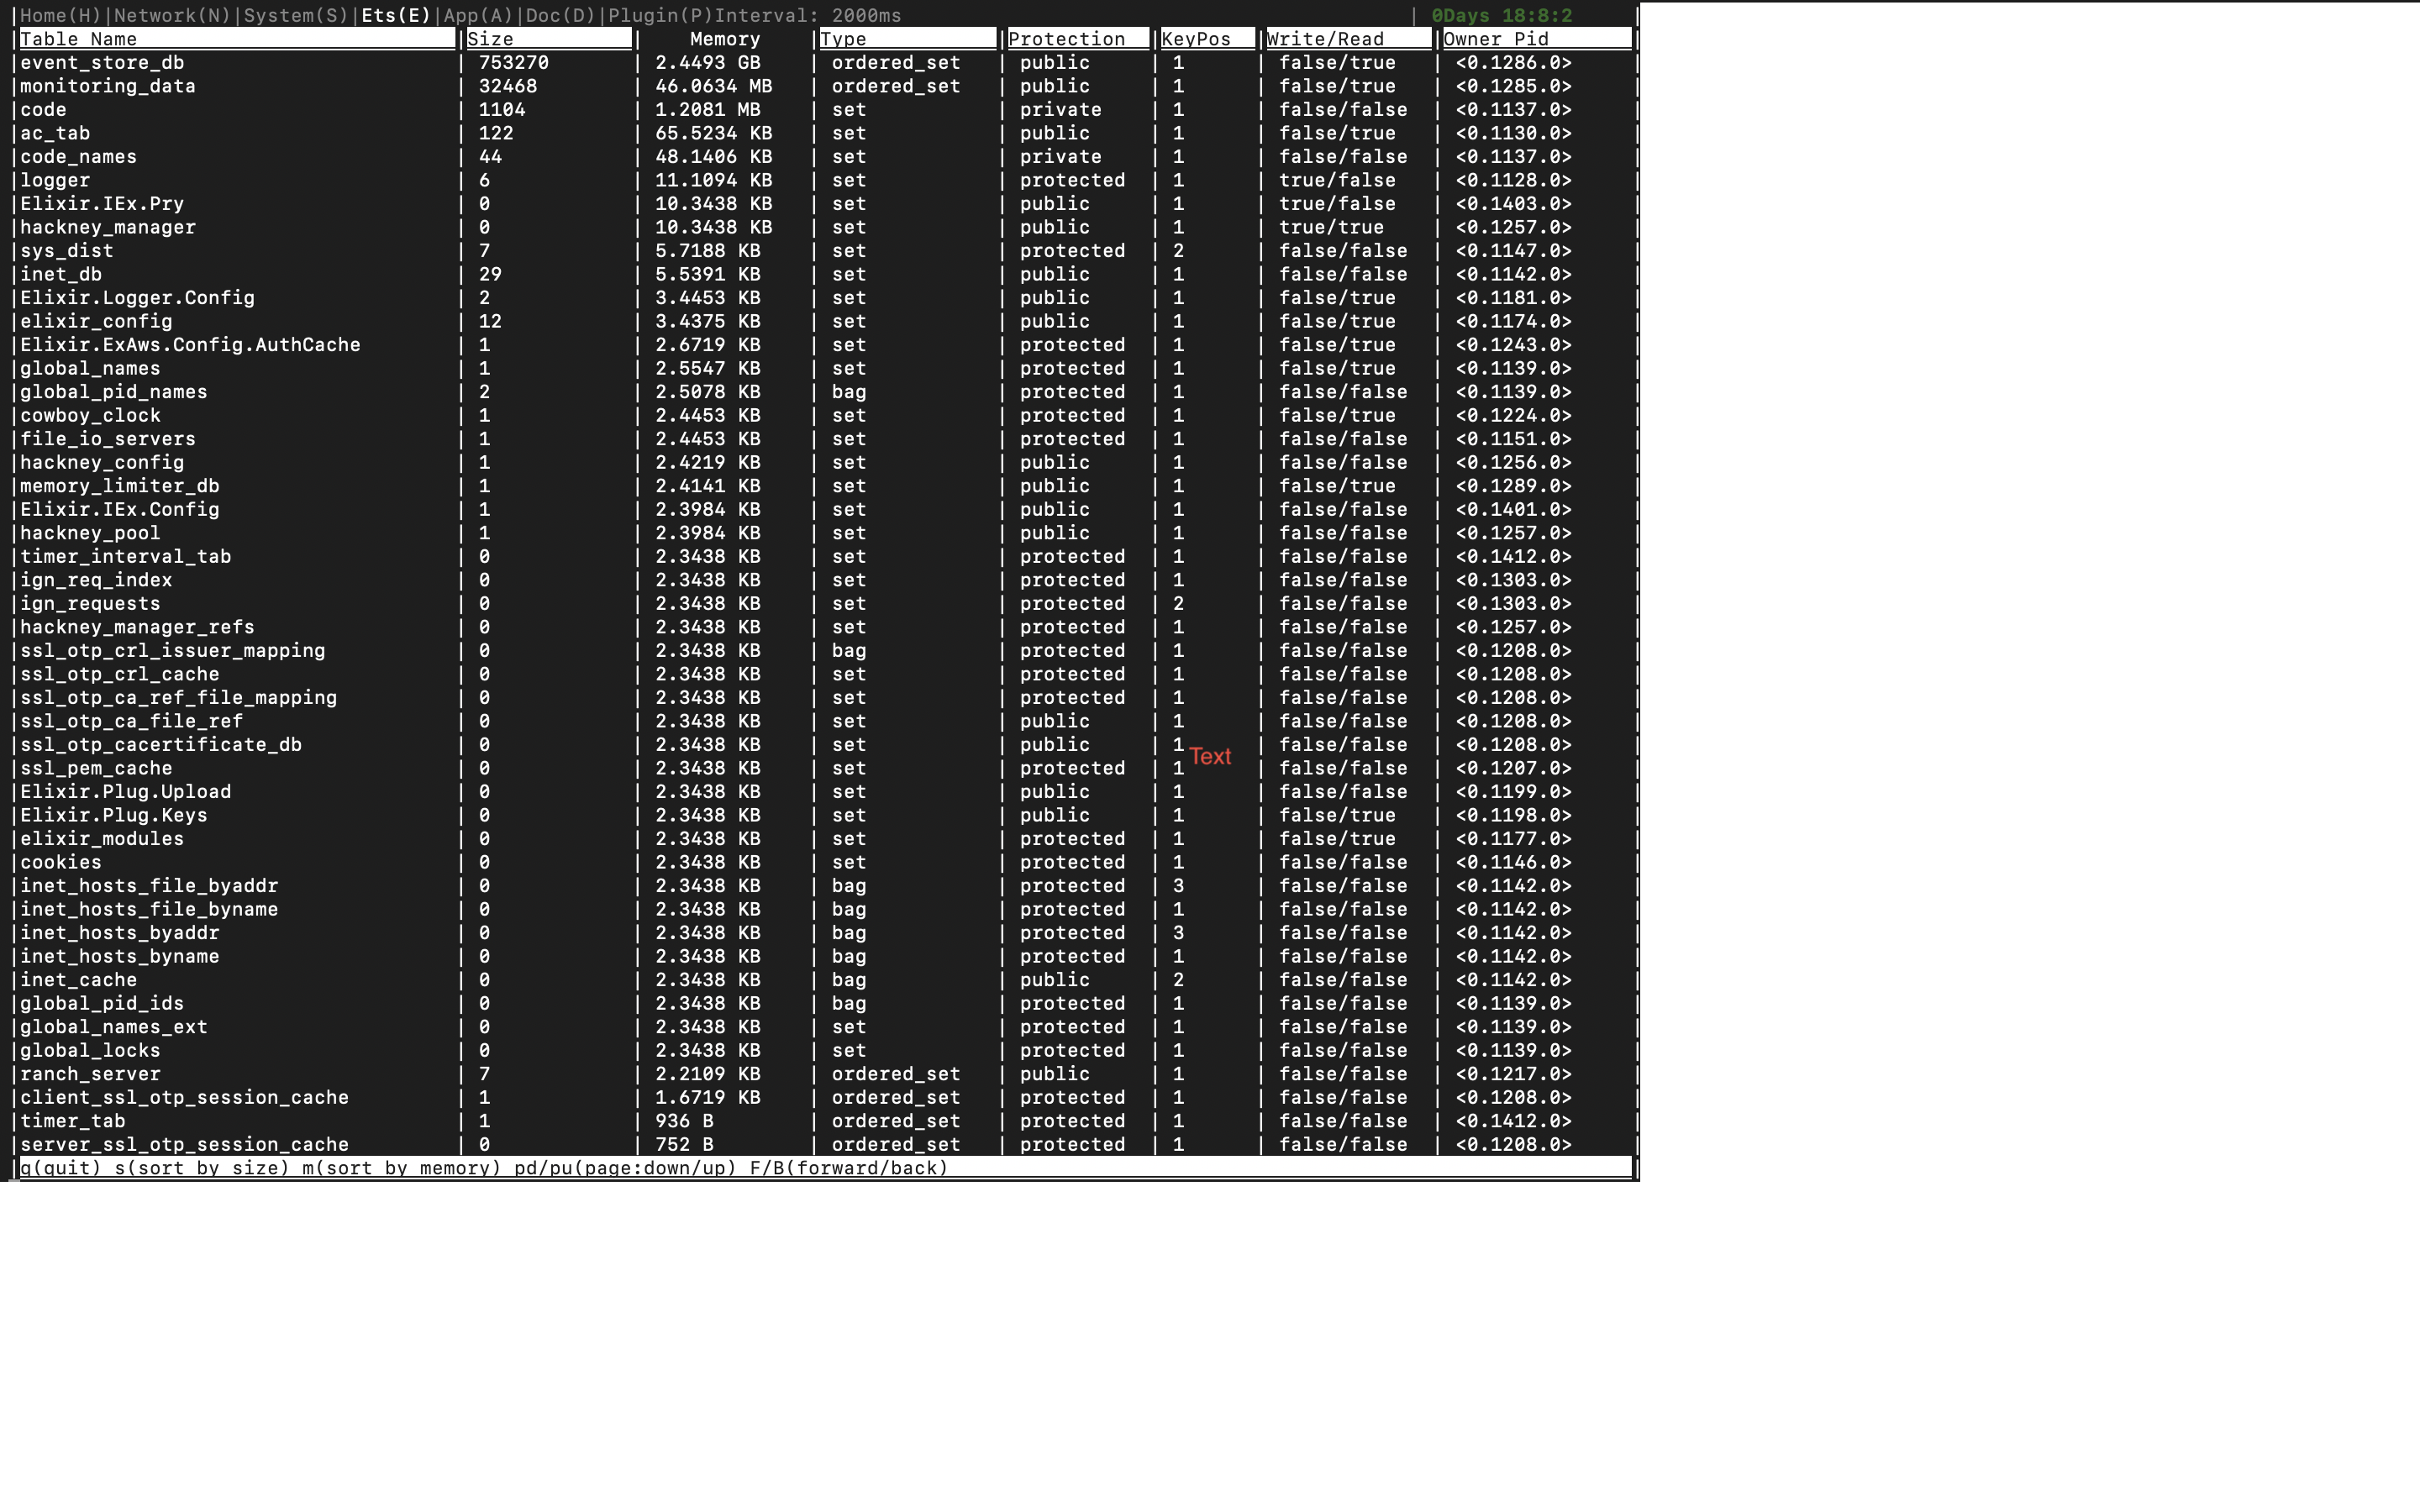 |Home(H)|Network(N)|System(S)|Ets(E)|App(A)|Doc(D)|Plugin(P)Interval: 2000ms | 0Days 18:8:2 |
|Table Name |Size | Memory |Type |Protection |KeyPos |Write/Read |Owner Pid |
|event_store_db | 753270 | 2.4493 GB | ordered_set | public | 1 | false/true | <0.1286.0> |
|monitoring_data | 32468 | 46.0634 MB | ordered_set | public | 1 | false/true | <0.1285.0> |
|code | 1104 | 1.2081 MB | set | private | 1 | false/false | <0.1137.0> |
|ac_tab | 122 | 65.5234 KB | set | public | 1 | false/true | <0.1130.0> |
|code_names | 44 | 48.1406 KB | set | private | 1 | false/false | <0.1137.0> |
|logger | 6 | 11.1094 KB | set | protected | 1 | true/false | <0.1128.0> |
|Elixir.IEx.Pry | 0 | 10.3438 KB | set | public | 1 | true/false | <0.1403.0> |
|hackney_manager | 0 | 10.3438 KB | set | public | 1 | true/true | <0.1257.0> |
|sys_dist | 7 | 5.7188 KB | set | protected | 2 | false/false | <0.1147.0> |
|inet_db | 29 | 5.5391 KB | set | public | 1 | false/false | <0.1142.0> |
|Elixir.Logger.Config | 2 | 3.4453 KB | set | public | 1 | false/true | <0.1181.0> |
|elixir_config | 12 | 3.4375 KB | set | public | 1 | false/true | <0.1174.0> |
|Elixir.ExAws.Config.AuthCache | 1 | 2.6719 KB | set | protected | 1 | false/true | <0.1243.0> |
|global_names | 1 | 2.5547 KB | set | protected | 1 | false/true | <0.1139.0> |
|global_pid_names | 2 | 2.5078 KB | bag | protected | 1 | false/false | <0.1139.0> |
|cowboy_clock | 1 | 2.4453 KB | set | protected | 1 | false/true | <0.1224.0> |
|file_io_servers | 1 | 2.4453 KB | set | protected | 1 | false/false | <0.1151.0> |
|hackney_config | 1 | 2.4219 KB | set | public | 1 | false/false | <0.1256.0> |
|memory_limiter_db | 1 | 2.4141 KB | set | public | 1 | false/true | <0.1289.0> |
|Elixir.IEx.Config | 1 | 2.3984 KB | set | public | 1 | false/false | <0.1401.0> |
|hackney_pool | 1 | 2.3984 KB | set | public | 1 | false/false | <0.1257.0> |
|timer_interval_tab | 0 | 2.3438 KB | set | protected | 1 | false/false | <0.1412.0> |
|ign_req_index | 0 | 2.3438 KB | set | protected | 1 | false/false | <0.1303.0> |
|ign_requests | 0 | 2.3438 KB | set | protected | 2 | false/false | <0.1303.0> |
|hackney_manager_refs | 0 | 2.3438 KB | set | protected | 1 | false/false | <0.1257.0> |
|ssl_otp_crl_issuer_mapping | 0 | 2.3438 KB | bag | protected | 1 | false/false | <0.1208.0> |
|ssl_otp_crl_cache | 0 | 2.3438 KB | set | protected | 1 | false/false | <0.1208.0> |
|ssl_otp_ca_ref_file_mapping | 0 | 2.3438 KB | set | protected | 1 | false/false | <0.1208.0> |
|ssl_otp_ca_file_ref | 0 | 2.3438 KB | set | public | 1 | false/false | <0.1208.0> |
|ssl_otp_cacertificate_db | 0 | 2.3438 KB | set | public | 1 | false/false | <0.1208.0> |
Text
|ssl_pem_cache | 0 | 2.3438 KB | set | protected | 1 | false/false | <0.1207.0> |
|Elixir.Plug.Upload | 0 | 2.3438 KB | set | public | 1 | false/false | <0.1199.0> |
|Elixir.Plug.Keys | 0 | 2.3438 KB | set | public | 1 | false/true | <0.1198.0> |
|elixir_modules | 0 | 2.3438 KB | set | protected | 1 | false/true | <0.1177.0> |
|cookies | 0 | 2.3438 KB | set | protected | 1 | false/false | <0.1146.0> |
|inet_hosts_file_byaddr | 0 | 2.3438 KB | bag | protected | 3 | false/false | <0.1142.0> |
|inet_hosts_file_byname | 0 | 2.3438 KB | bag | protected | 1 | false/false | <0.1142.0> |
|inet_hosts_byaddr | 0 | 2.3438 KB | bag | protected | 3 | false/false | <0.1142.0> |
|inet_hosts_byname | 0 | 2.3438 KB | bag | protected | 1 | false/false | <0.1142.0> |
|inet_cache | 0 | 2.3438 KB | bag | public | 2 | false/false | <0.1142.0> |
|global_pid_ids | 0 | 2.3438 KB | bag | protected | 1 | false/false | <0.1139.0> |
|global_names_ext | 0 | 2.3438 KB | set | protected | 1 | false/false | <0.1139.0> |
|global_locks | 0 | 2.3438 KB | set | protected | 1 | false/false | <0.1139.0> |
|ranch_server | 7 | 2.2109 KB | ordered_set | public | 1 | false/false | <0.1217.0> |
|client_ssl_otp_session_cache | 1 | 1.6719 KB | ordered_set | protected | 1 | false/false | <0.1208.0> |
|timer_tab | 1 | 936 B | ordered_set | protected | 1 | false/false | <0.1412.0> |
|server_ssl_otp_session_cache | 0 | 752 B | ordered_set | protected | 1 | false/false | <0.1208.0> |
|q(quit) s(sort by size) m(sort by memory) pd/pu(page:down/up) F/B(forward/back) |